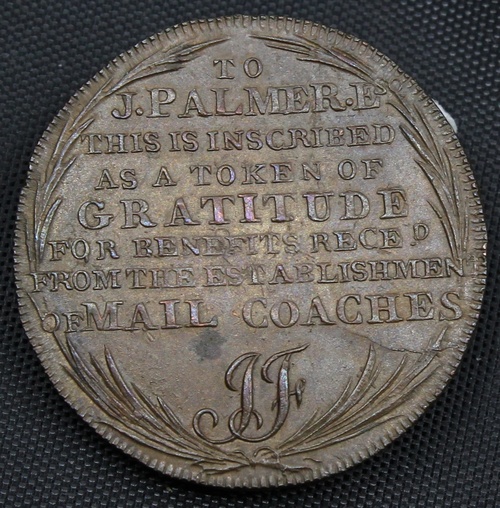 TO
J. PALMER. Es
THIS IS INSCRIBED
AS A TOKEN OF
GRATITUDE
FOR BENEFITS RECE.D
FROM THE ESTABLISHMEN
OF MAIL COACHES
JF